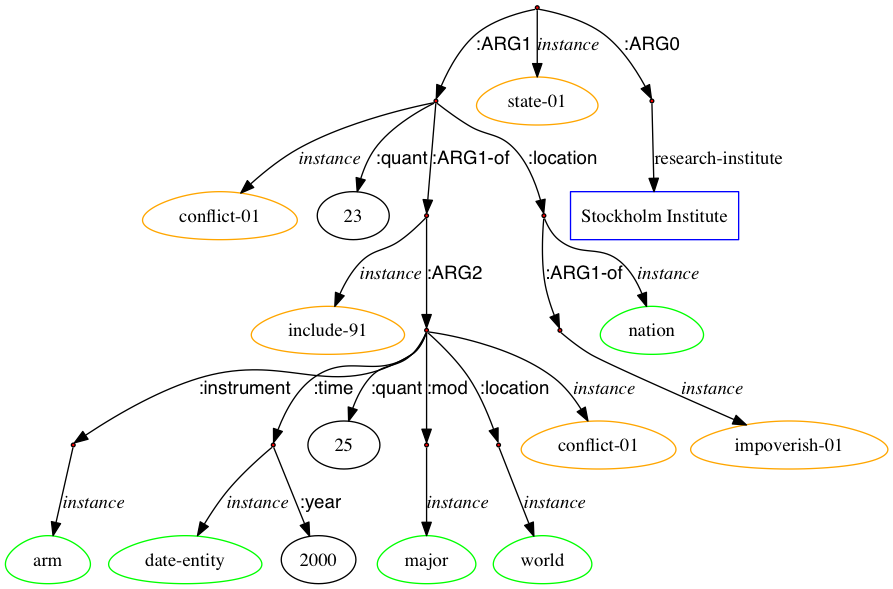 :ARG1 instance :ARG0
state-01
instance :quant :ARG1-of :location research-institute
conflict-01 23 Stockholm Institute
instance :ARG2 :ARG1-of instance
include-91 nation
:instrument :time :quant :mod :location instance instance
25 conflict-01 impoverish-01
instance instance :year instance instance
arm date-entity 2000 major world